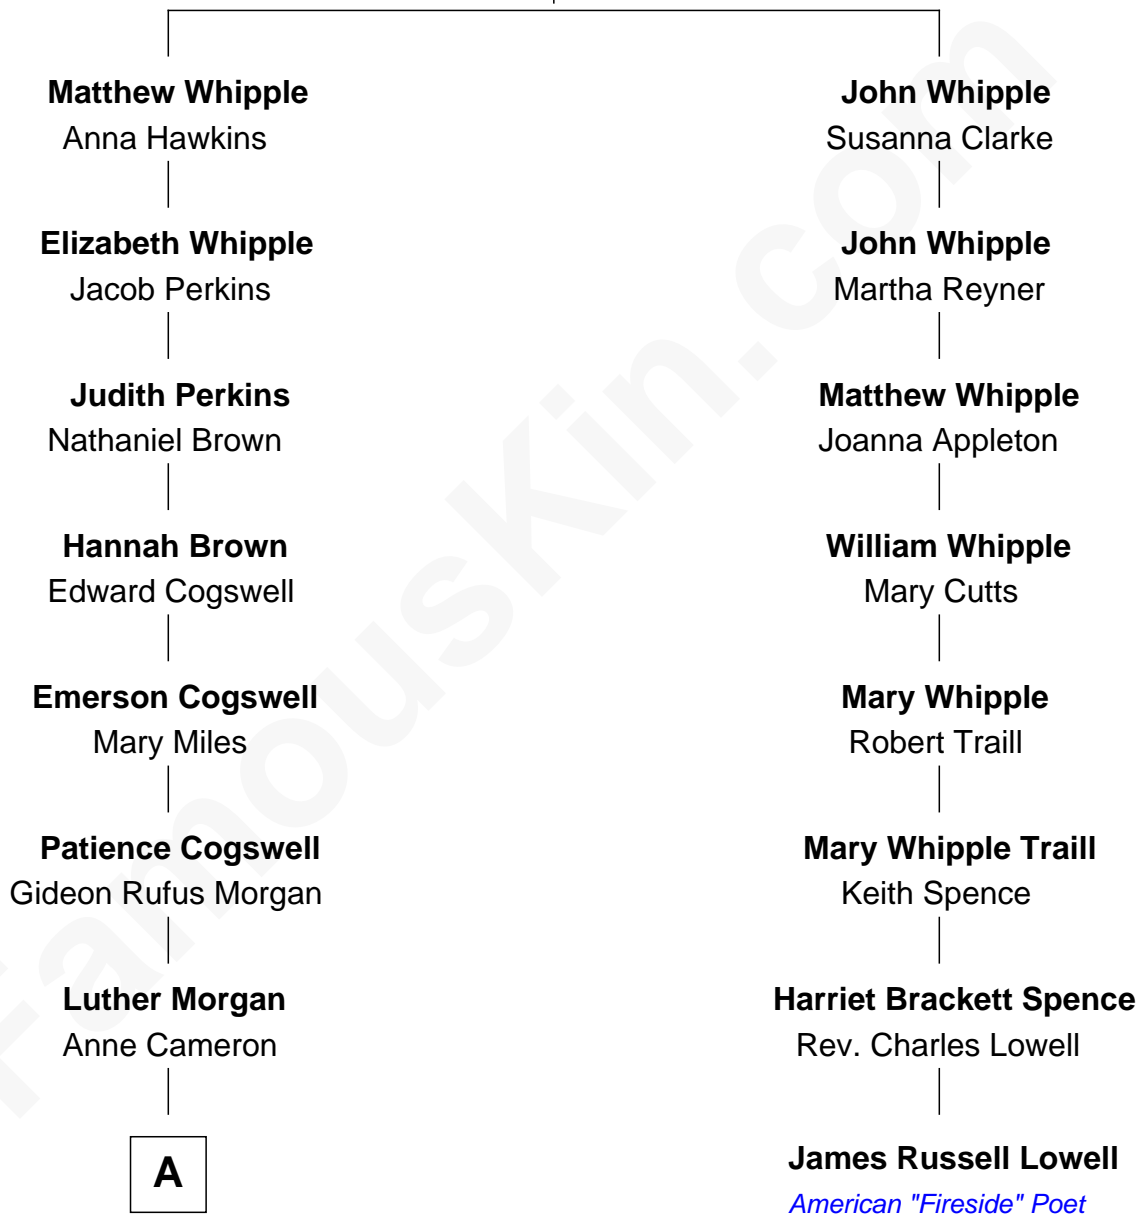 Matthew Whipple
Anna Hawkins
Elizabeth Whipple
Jacob Perkins
Judith Perkins
Nathaniel Brown
Hannah Brown
Edward Cogswell
Emerson Cogswell
Mary Miles
Patience Cogswell
Gideon Rufus Morgan
Luther Morgan
Anne Cameron
A
John Whipple
Susanna Clarke
John Whipple
Martha Reyner
Matthew Whipple
Joanna Appleton
William Whipple
Mary Cutts
Mary Whipple
Robert Traill
Mary Whipple Traill
Keith Spence
Harriet Brackett Spence
Rev. Charles Lowell
James Russell Lowell
American "Fireside" Poet
FamousKin.com